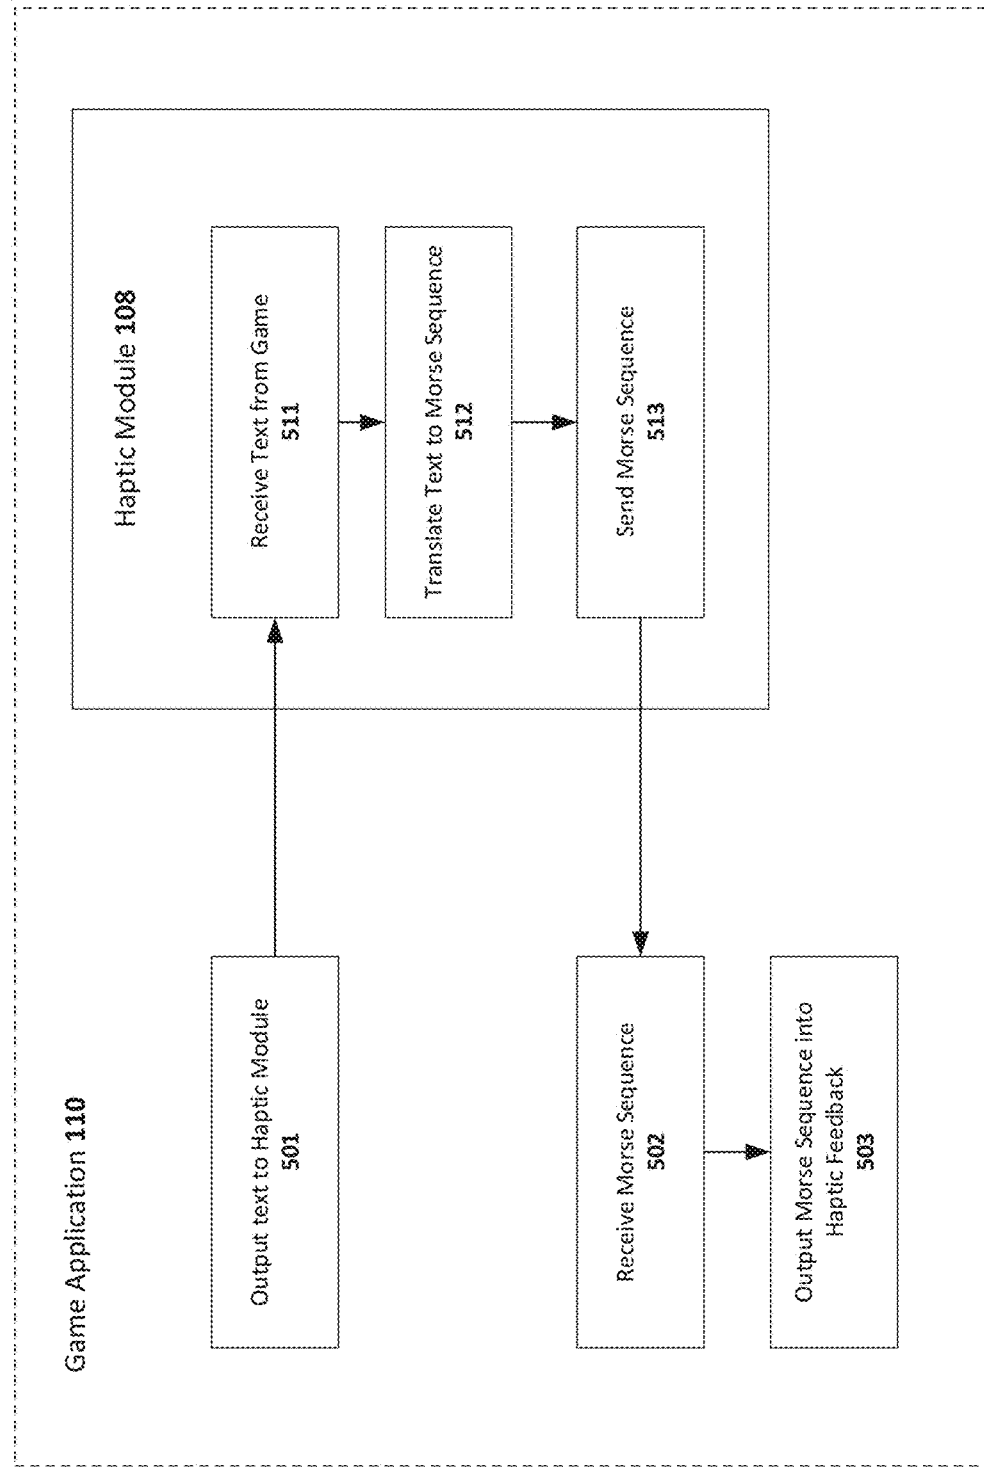 Game Application 110
Haptic Module 108
Output text to Haptic Module
501
Receive Text from Game
511
Translate Text to Morse Sequence
512
Receive Morse Sequence
502
Send Morse Sequence
513
Output Morse Sequence into
Haptic Feedback
503